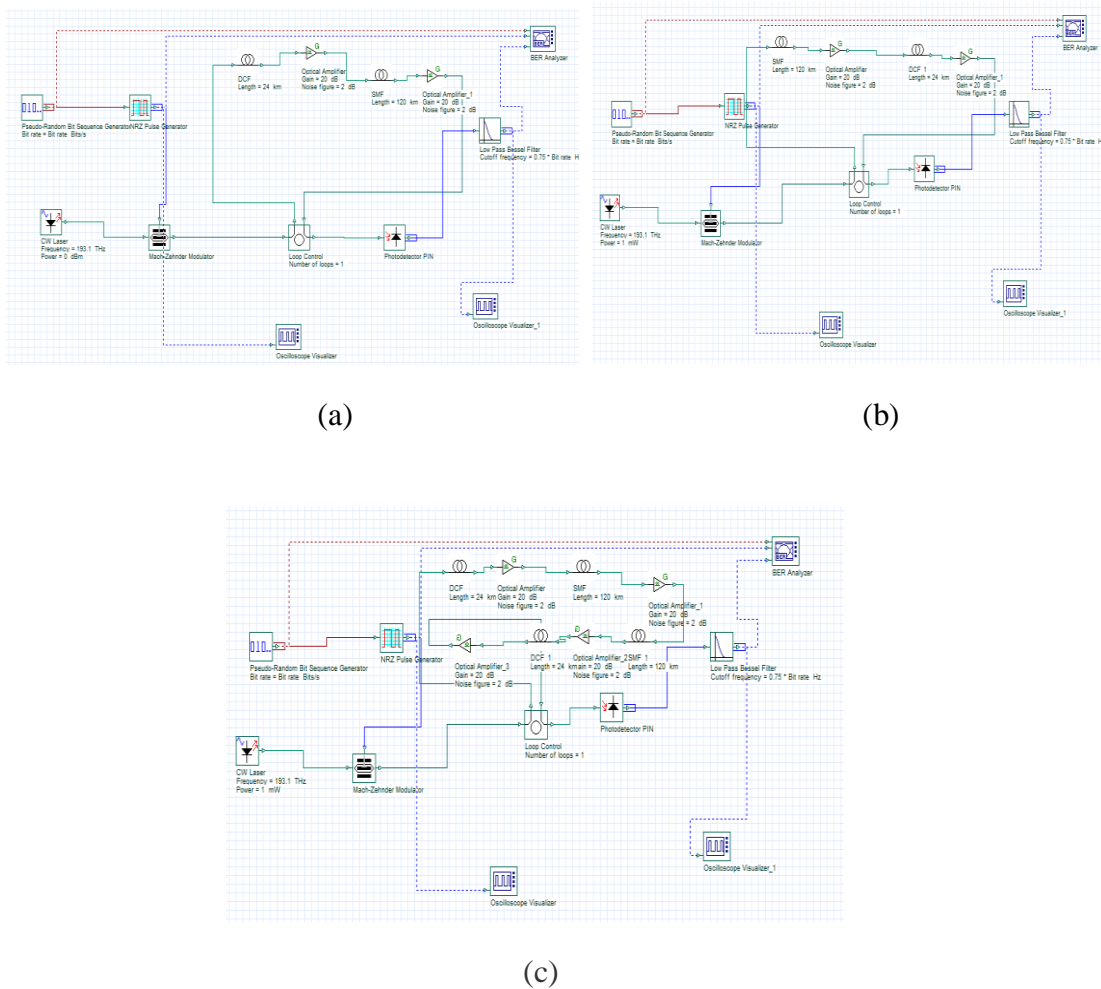 BER Analyzer
DCF
Length = 24 km
Optical Amplifier
Gain = 20 dB
Noise figure = 2 dB
SMF
Length = 120 km
Optical Amplifier_1
Gain = 20 dB
Noise figure = 2 dB
Pseudo-Random Bit Sequence Generator
Bit rate = Bit rate Bits/s
NRZ Pulse Generator
Low Pass Bessel Filter
Cutoff frequency = 0.75 * Bit rate H
CW Laser
Frequency = 193.1 THz
Power = 0 dBm
Mach-Zehnder Modulator
Loop Control
Number of loops = 1
Photodetector PIN
Oscilloscope Visualizer_1
Oscilloscope Visualizer
(a)
BER Analyzer
SMF
Length = 120 km
Optical Amplifier
Gain = 20 dB
Noise figure = 2 dB
DCF 1
Length = 24 km
Optical Amplifier_1
Gain = 20 dB
Noise figure = 2 dB
Pseudo-Random Bit Sequence Generator
Bit rate = Bit rate Bits/s
NRZ Pulse Generator
Low Pass Bessel Filter
Cutoff frequency = 0.75 * Bit rate H
Photodetector PIN
Loop Control
Number of loops = 1
CW Laser
Frequency = 193.1 THz
Power = 1 mW
Mach-Zehnder Modulator
Oscilloscope Visualizer_1
Oscilloscope Visualizer
(b)
BER Analyzer
DCF
Length = 24 km
Optical Amplifier
Gain = 20 dB
Noise figure = 2 dB
SMF
Length = 120 km
Optical Amplifier_1
Gain = 20 dB
Noise figure = 2 dB
Pseudo-Random Bit Sequence Generator
Bit rate = Bit rate Bits/s
NRZ Pulse Generator
Optical Amplifier_3
Gain = 20 dB
Noise figure = 2 dB
DCF 1
Length = 24 km
Optical Amplifier_2
Gain = 20 dB
Noise figure = 2 dB
SMF 1
Length = 120 km
Low Pass Bessel Filter
Cutoff frequency = 0.75 * Bit rate Hz
Photodetector PIN
Loop Control
Number of loops = 1
CW Laser
Frequency = 193.1 THz
Power = 1 mW
Mach-Zehnder Modulator
Oscilloscope Visualizer_1
Oscilloscope Visualizer
(c)